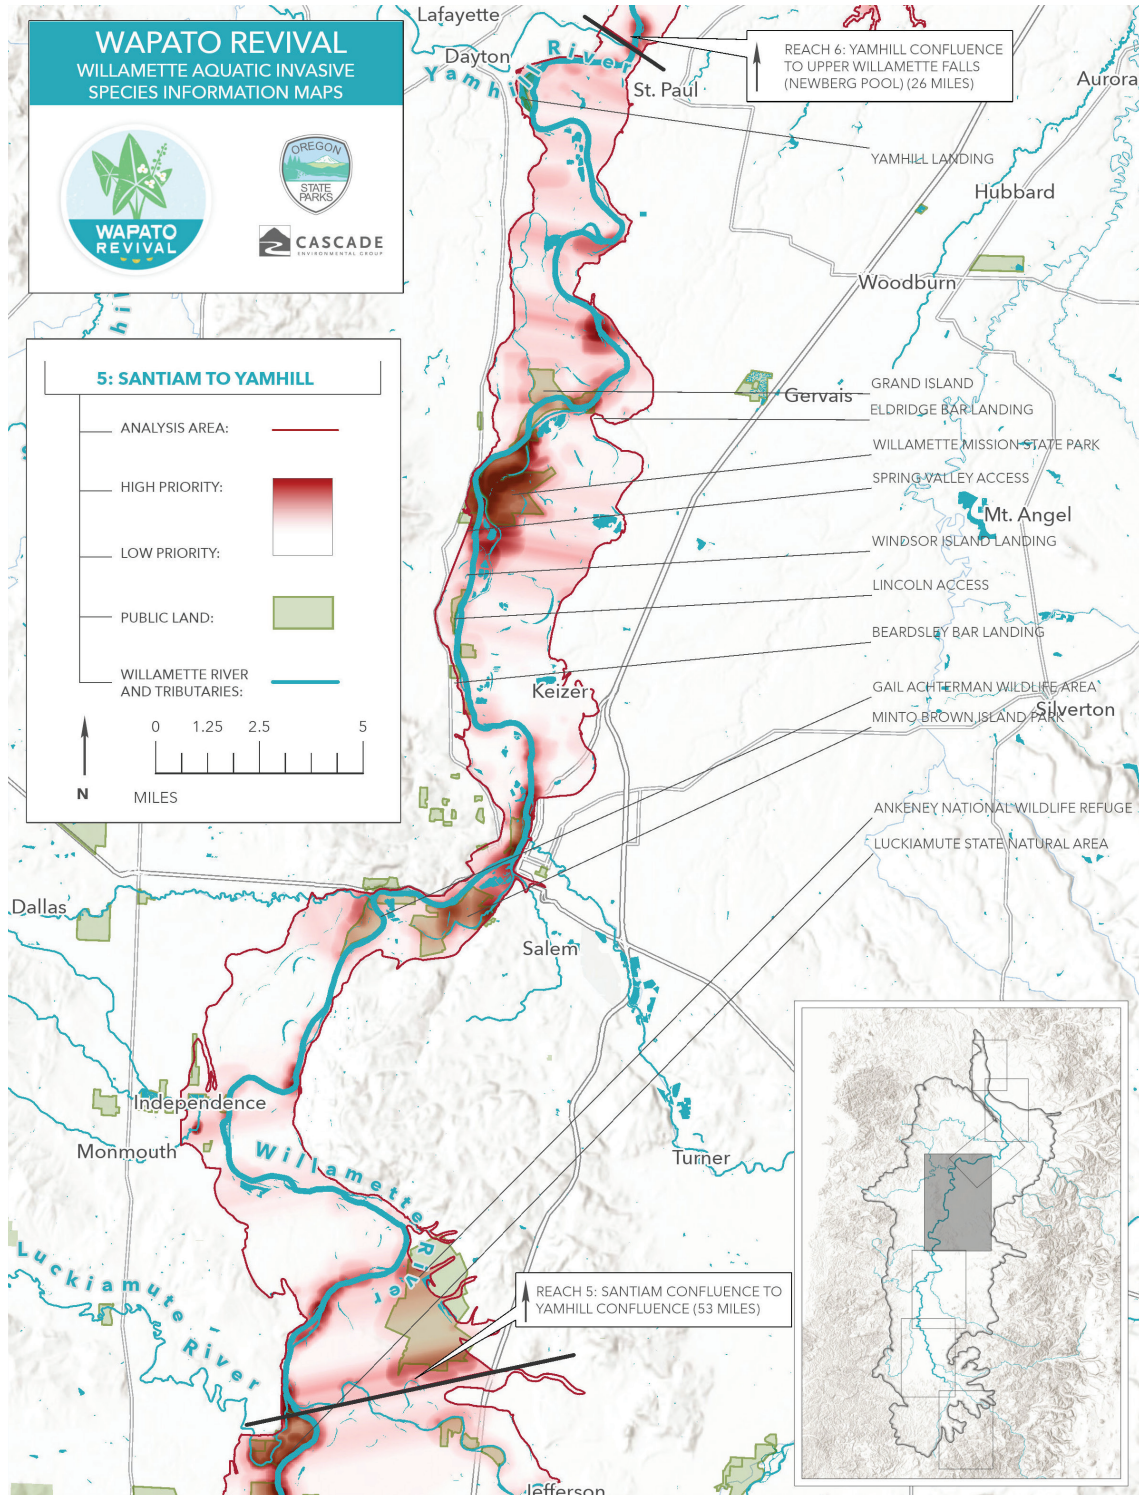 WAPATO REVIVAL
WILLAMETTE AQUATIC INVASIVE
SPECIES INFORMATION MAPS
WAPATO
REVIVAL
OREGON
STATE
PARKS
CASCADE
ENVIRONMENTAL GROUP
5: SANTIAM TO YAMHILL
ANALYSIS AREA:
HIGH PRIORITY:
LOW PRIORITY:
PUBLIC LAND:
WILLAMETTE RIVER
AND TRIBUTARIES:
0 1.25 2.5 5
N
MILES
Lafayette
Dayton
Yamhill River
St. Paul
REACH 6: YAMHILL CONFLUENCE
TO UPPER WILLAMETTE FALLS
(NEWBERG POOL) (26 MILES)
Aurora
YAMHILL LANDING
Hubbard
Woodburn
hi
GRAND ISLAND
Gervais
ELDRIDGE BAR LANDING
WILLAMETTE MISSION STATE PARK
SPRING VALLEY ACCESS
Mt. Angel
WINDSOR ISLAND LANDING
LINCOLN ACCESS
BEARDSLEY BAR LANDING
Keizer
GAIL ACHTERMAN WILDLIFE AREA
Silverton
MINTO BROWN ISLAND PARK
ANKENEY NATIONAL WILDLIFE REFUGE
LUCKIAMUTE STATE NATURAL AREA
Dallas
Salem
Independence
Monmouth
Turner
Willamette River
Luckiamute River
REACH 5: SANTIAM CONFLUENCE TO
YAMHILL CONFLUENCE (53 MILES)
Jefferson